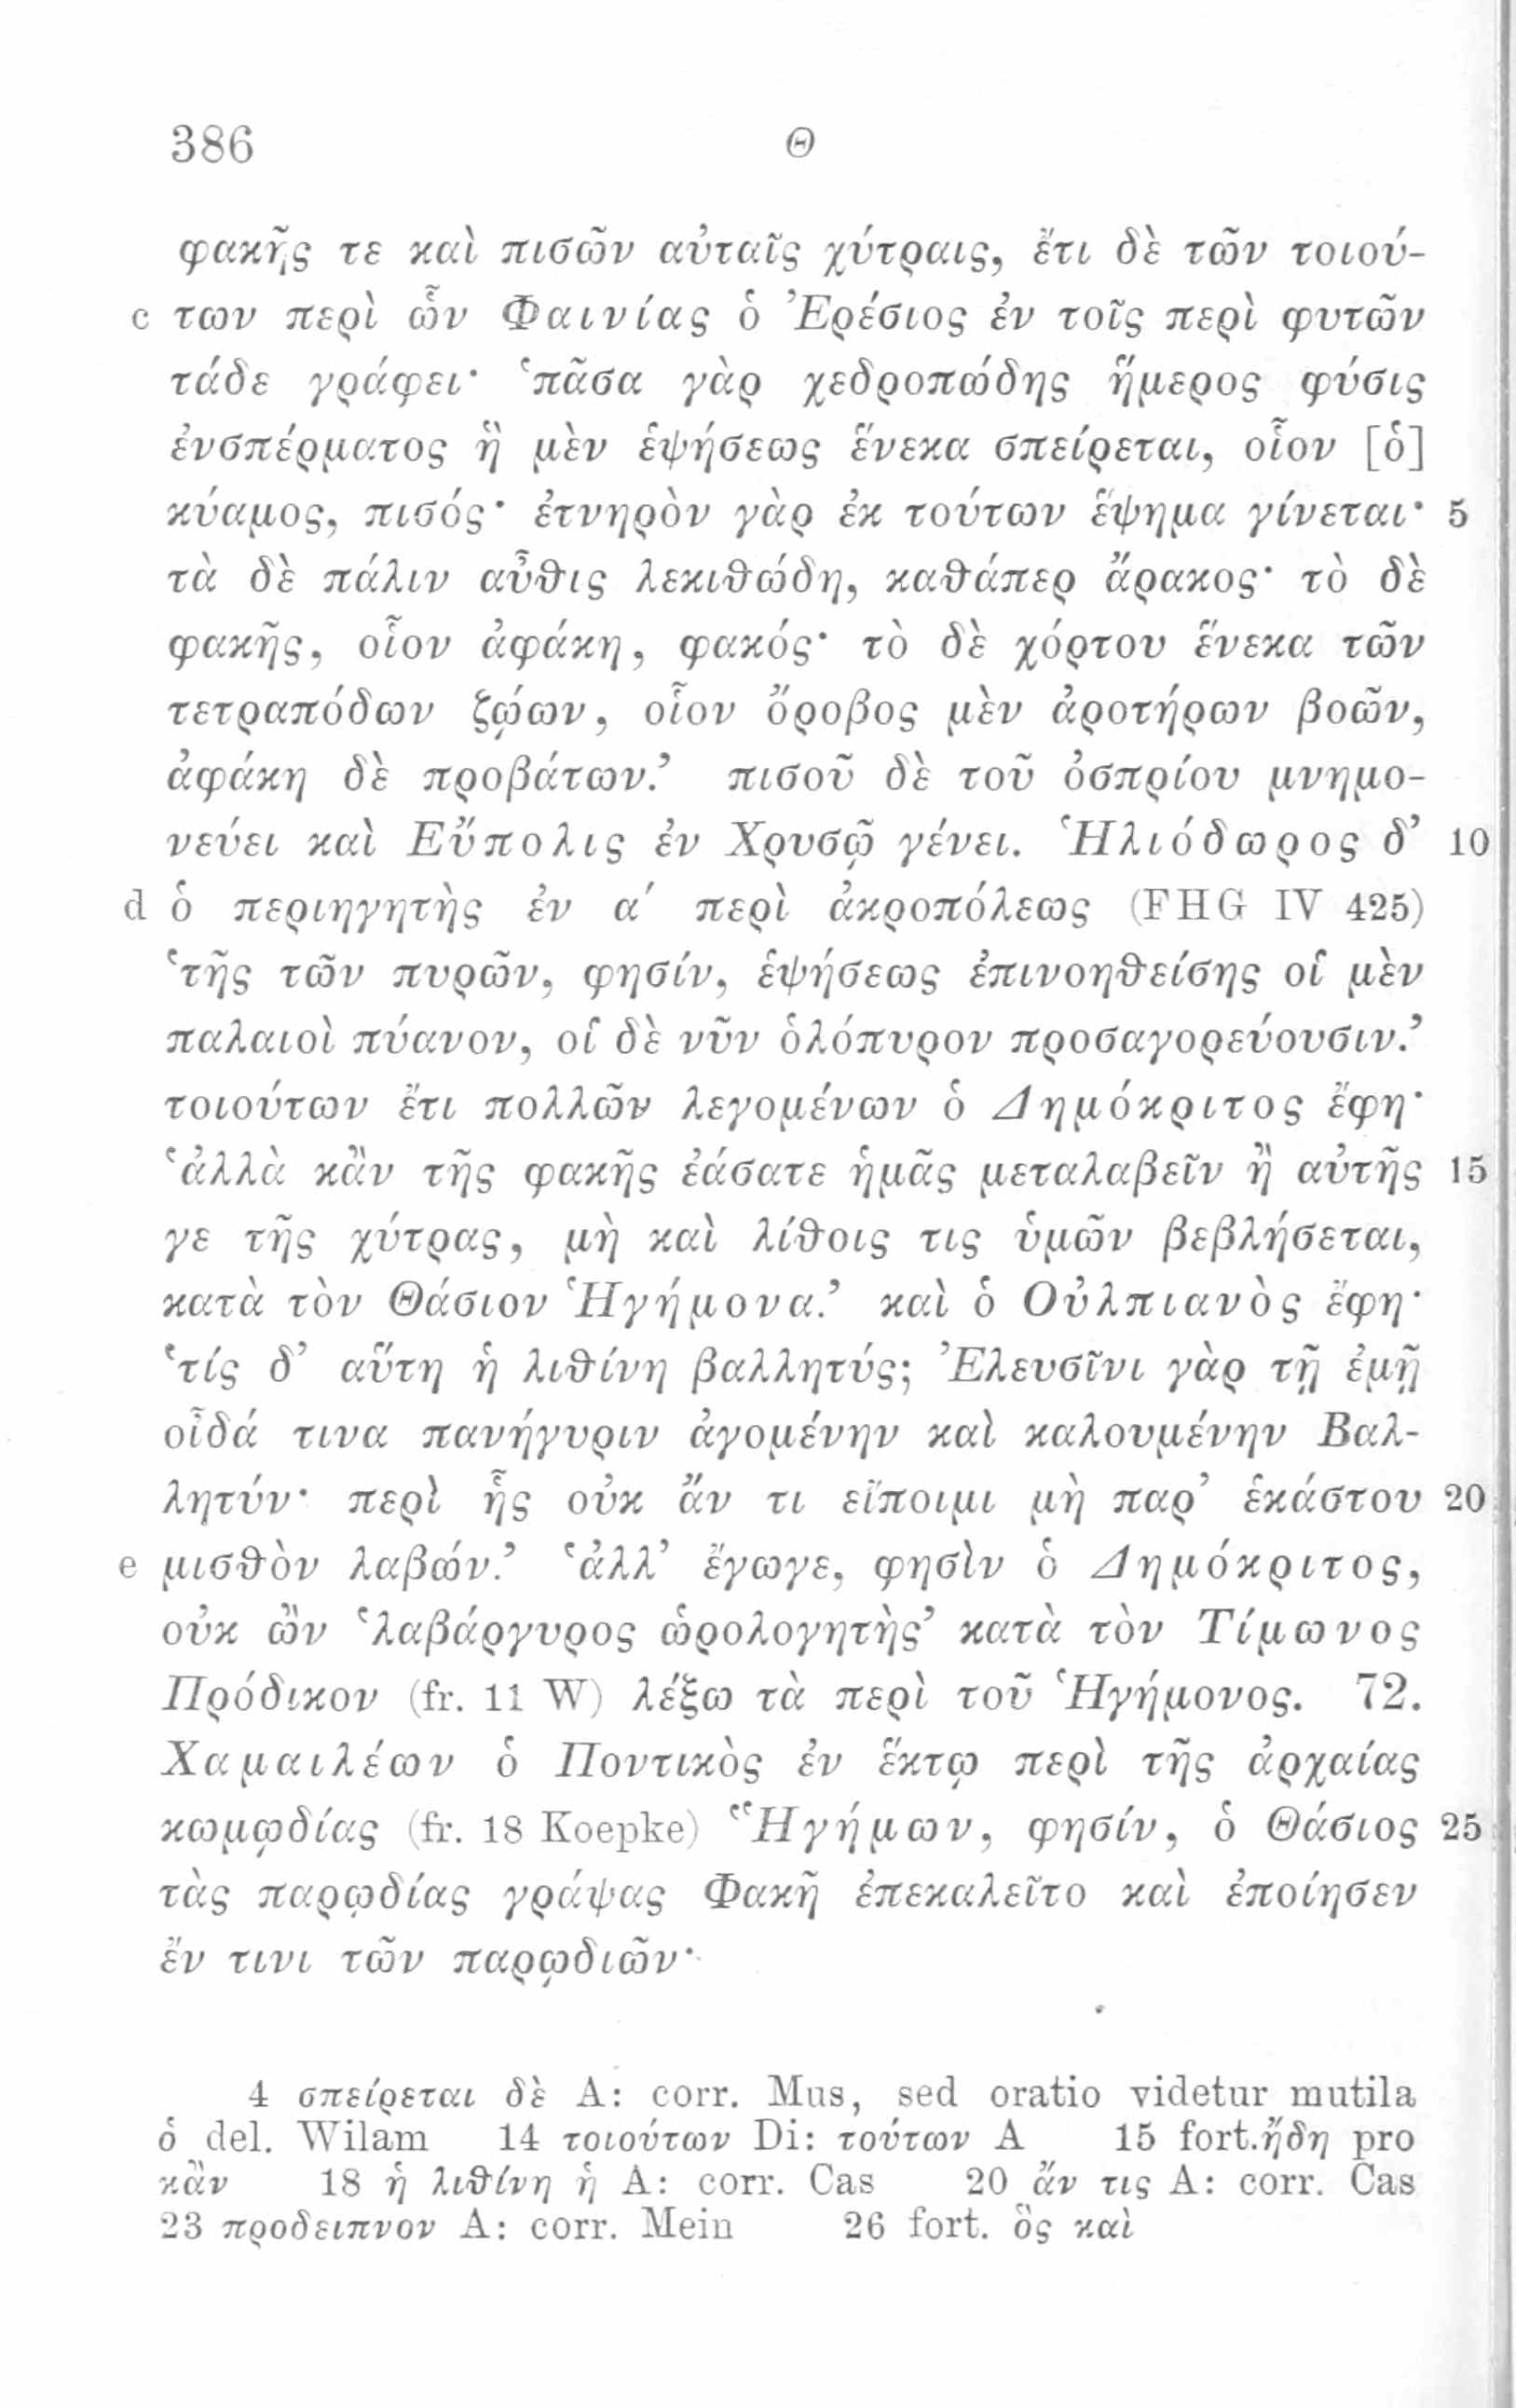 386 Θ
φακῆς τε καὶ πισῶν αὐταῖς χύτραις, ἔτι δὲ τῶν τοιού-
c των περὶ ὧν Φαινίας ὁ Ἐρέσιος ἐν τοῖς περὶ φυτῶν
τάδε γράφει· ‘πᾶσα γὰρ χεδροπώδης ἥμερος φύσις
ἐνσπέρματος ἣ μὲν ἑψήσεως ἕνεκα σπείρεται, οἷον [ὁ]
κύαμος, πισός· ἐτνηρὸν γὰρ ἐκ τούτων ἕψημα γίνεται· 5
τὰ δὲ πάλιν αὖθις λεκιθώδη, καθάπερ ἄρακος· τὸ δὲ
φακῆς, οἷον ἀφάκη, φακός· τὸ δὲ χόρτου ἕνεκα τῶν
τετραπόδων ζῴων, οἷον ὄροβος μὲν ἀροτήρων βοῶν,
ἀφάκη δὲ προβάτων.’ πισοῦ δὲ τοῦ ὀσπρίου μνημο-
νεύει καὶ Εὔπολις ἐν Χρυσῷ γένει. Ἡλιόδωρος δ’ 10
d ὁ περιηγητὴς ἐν α′ περὶ ἀκροπόλεως (FHG IV 425)
‘τῆς τῶν πυρῶν, φησίν, ἑψήσεως ἐπινοηθείσης οἱ μὲν
παλαιοὶ πύανον, οἱ δὲ νῦν ὁλόπυρον προσαγορεύουσιν.’
τοιούτων ἔτι πολλῶν λεγομένων ὁ Δημόκριτος ἔφη·
‘ἀλλὰ κἂν τῆς φακῆς ἐάσατε ἡμᾶς μεταλαβεῖν ἢ αὐτῆς 15
γε τῆς χύτρας, μὴ καὶ λίθοις τις ὑμῶν βεβλήσεται,
κατὰ τὸν Θάσιον Ἡγήμονα.’ καὶ ὁ Οὐλπιανὸς ἔφη·
‘τίς δ’ αὕτη ἡ λιθίνη βαλλητύς; Ἐλευσῖνι γὰρ τῇ ἐμῇ
οἶδά τινα πανήγυριν ἀγομένην καὶ καλουμένην Βαλ-
λητύν· περὶ ἧς οὐκ ἄν τι εἴποιμι μὴ παρ’ ἑκάστου 20
e μισθὸν λαβών.’ ‘ἀλλ’ ἔγωγε, φησὶν ὁ Δημόκριτος,
οὐκ ὢν ‘λαβάργυρος ὡρολογητὴς’ κατὰ τὸν Τίμωνος
Πρόδικον (fr. 11 W) λέξω τὰ περὶ τοῦ Ἡγήμονος. 72.
Χαμαιλέων ὁ Ποντικὸς ἐν ἕκτῳ περὶ τῆς ἀρχαίας
κωμῳδίας (fr. 18 Koepke) “Ἡγήμων, φησίν, ὁ Θάσιος 25
τὰς παρῳδίας γράψας Φακῆ ἐπεκαλεῖτο καὶ ἐποίησεν
ἔν τινι τῶν παρῳδιῶν·
4 σπείρεται δὲ A: corr. Mus, sed oratio videtur mutila
ὁ del. Wilam 14 τοιούτων Di: τούτων A 15 fort. ἤδη pro
κἂν 18 ἡ λιθίνη ἡ A: corr. Cas 20 ἄν τις A: corr. Cas
23 προδειπνον A: corr. Mein 26 fort. ὃς καὶ